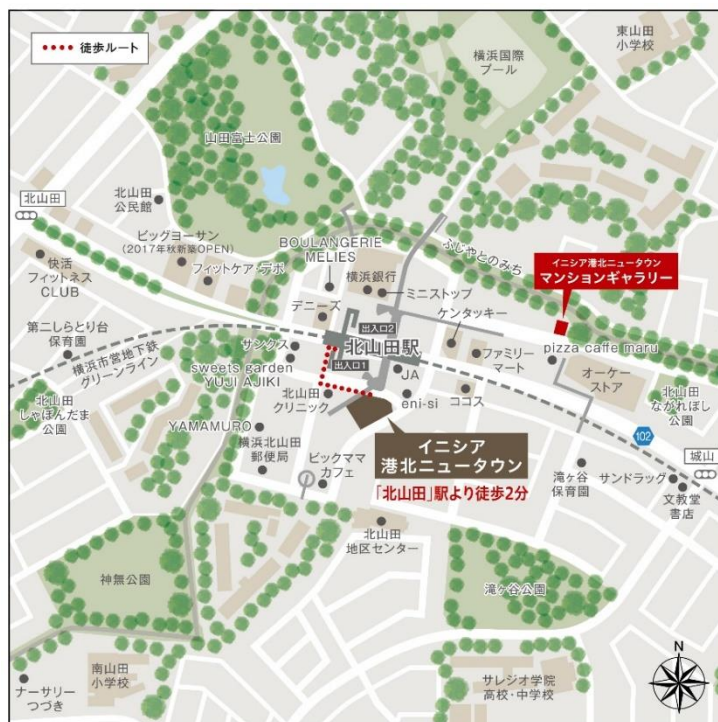 徒歩ルート
東山田
小学校
横浜国際
プール
山田富士公園
北山田
公民館
北山田
ビッグヨーサン
(2017年秋新築OPEN)
フィットケア・デポ
快活
フィットネス
CLUB
BOULANGERIE
MELIES
横浜銀行
ミニストップ
ふじやとのみち
イニシア港北ニュータウン
マンションギャラリー
デニーズ
ケンタッキー
出入口2
北山田駅
出入口1
第二しらとり台
保育園
横浜市営地下鉄
グリーンライン
サンクス
sweets garden
YUJI AJIKI
ファミリー
マート
pizza caffe maru
オーケー
ストア
JA
北山田
しゃぼんだま
公園
北山田
クリニック
eni-si
ココス
北山田
ながれぼし
公園
YAMAMURO
横浜北山田
郵便局
イニシア
港北ニュータウン
「北山田」駅より徒歩2分
ビックママ
カフェ
102
城山
滝ヶ谷
保育園
サンドラッグ
文教堂
書店
北山田
地区センター
神無公園
滝ヶ谷公園
N
南山田
小学校
ナーサリー
つづき
サレジオ学院
高校・中学校